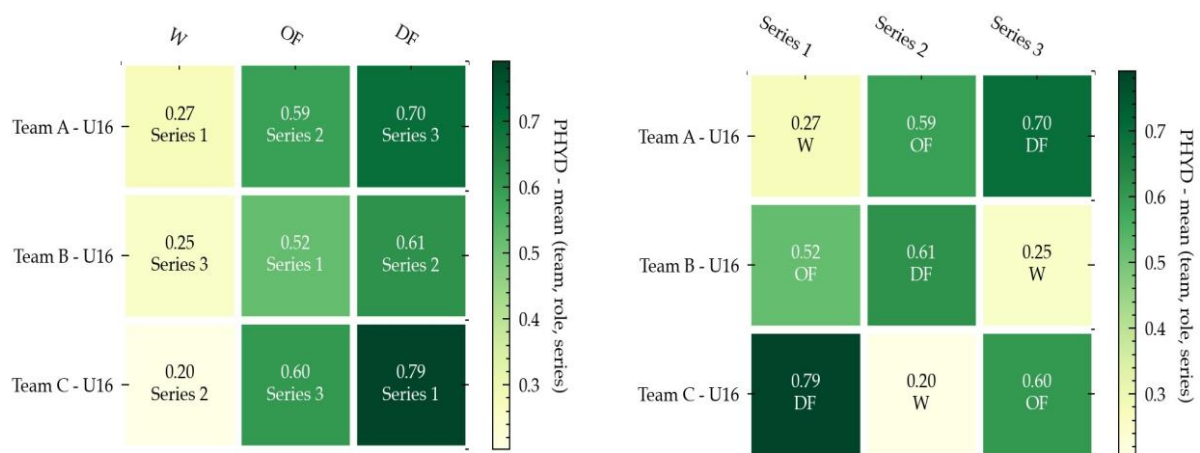 W OF DF
Team A - U16
0.27 0.59 0.70
Series 1 Series 2 Series 3
Team B - U16
0.25 0.52 0.61
Series 3 Series 1 Series 2
Team C - U16
0.20 0.60 0.79
Series 2 Series 3 Series 1
0.7
0.6
0.5
0.4
0.3
PHYD - mean (team, role, series)
Series 1 Series 2 Series 3
Team A - U16
0.27 0.59 0.70
W OF DF
Team B - U16
0.52 0.61 0.25
OF DF W
Team C - U16
0.79 0.20 0.60
DF W OF
0.7
0.6
0.5
0.4
0.3
PHYD - mean (team, role, series)